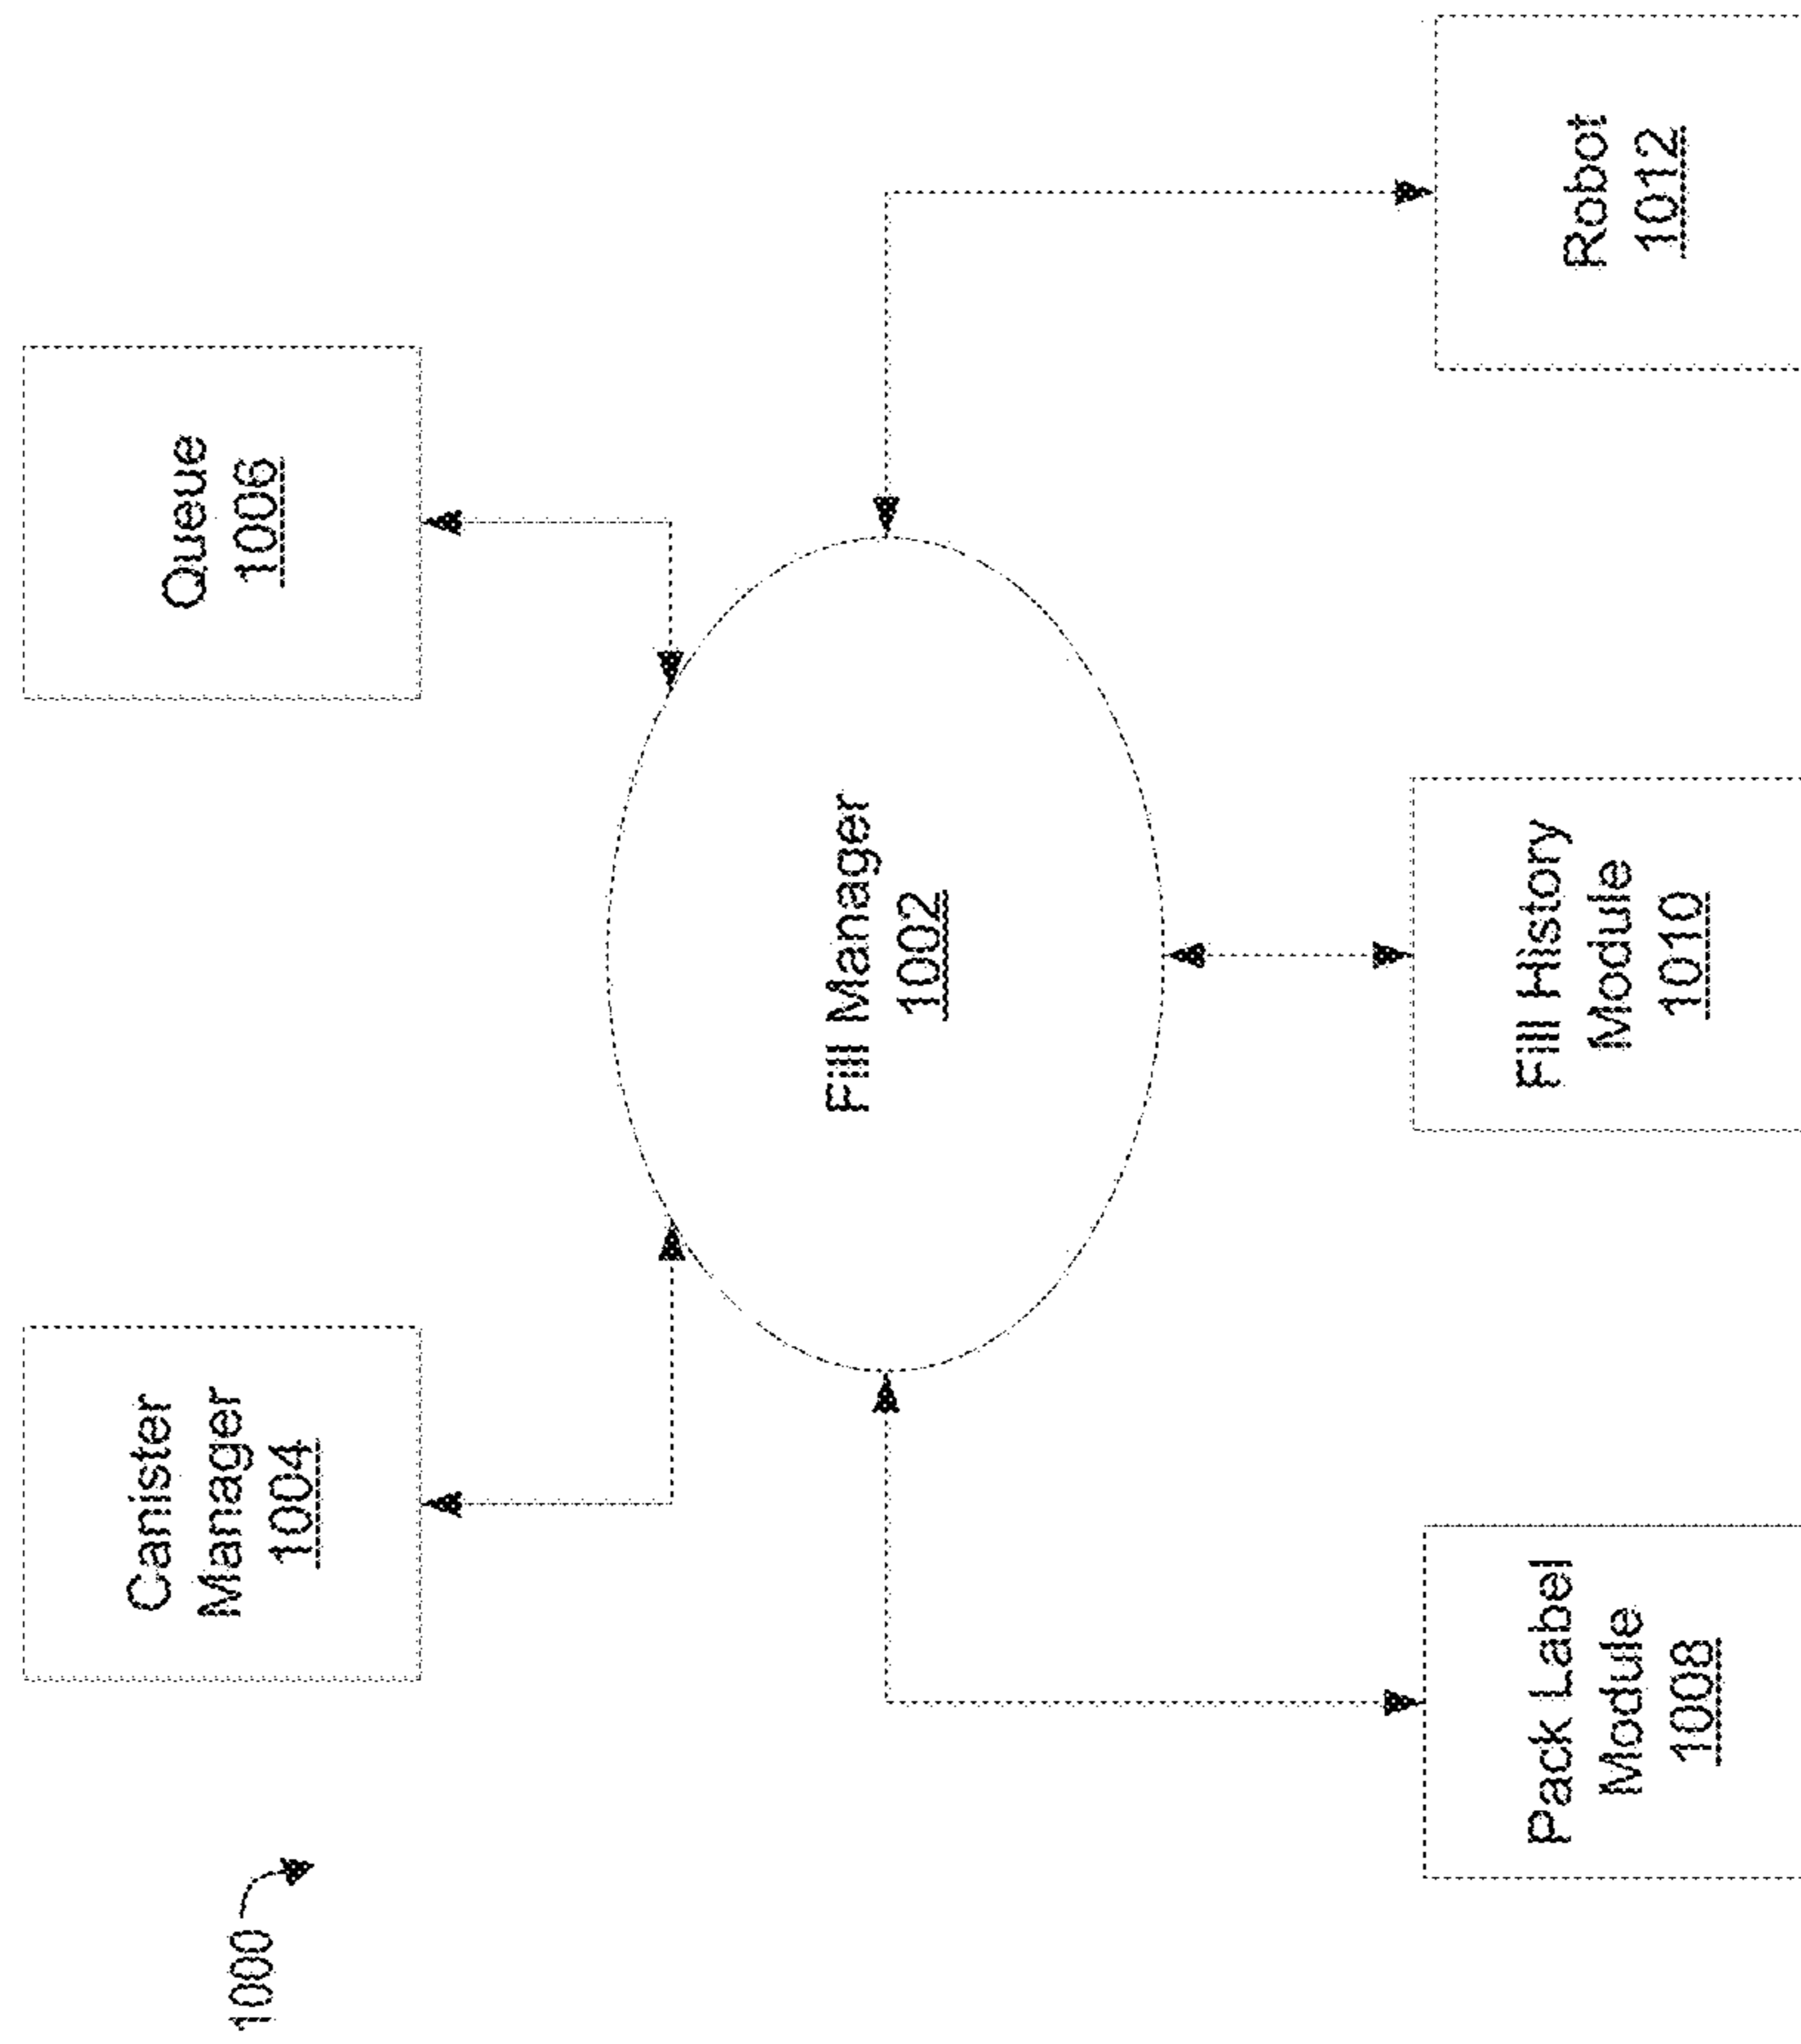 1000
Canister
Manager
1004
Queue
1006
Fill Manager
1002
Pack Label
Module
1008
Fill History
Module
1010
Robot
1012